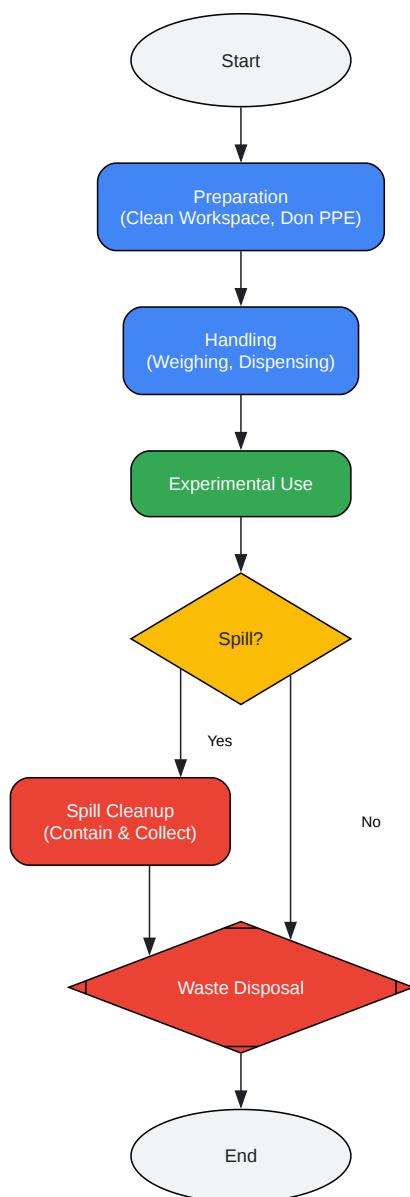 Start
Preparation
(Clean Workspace, Don PPE)
Handling
(Weighing, Dispensing)
Experimental Use
Spill?
Yes
Spill Cleanup
(Contain & Collect)
No
Waste Disposal
End